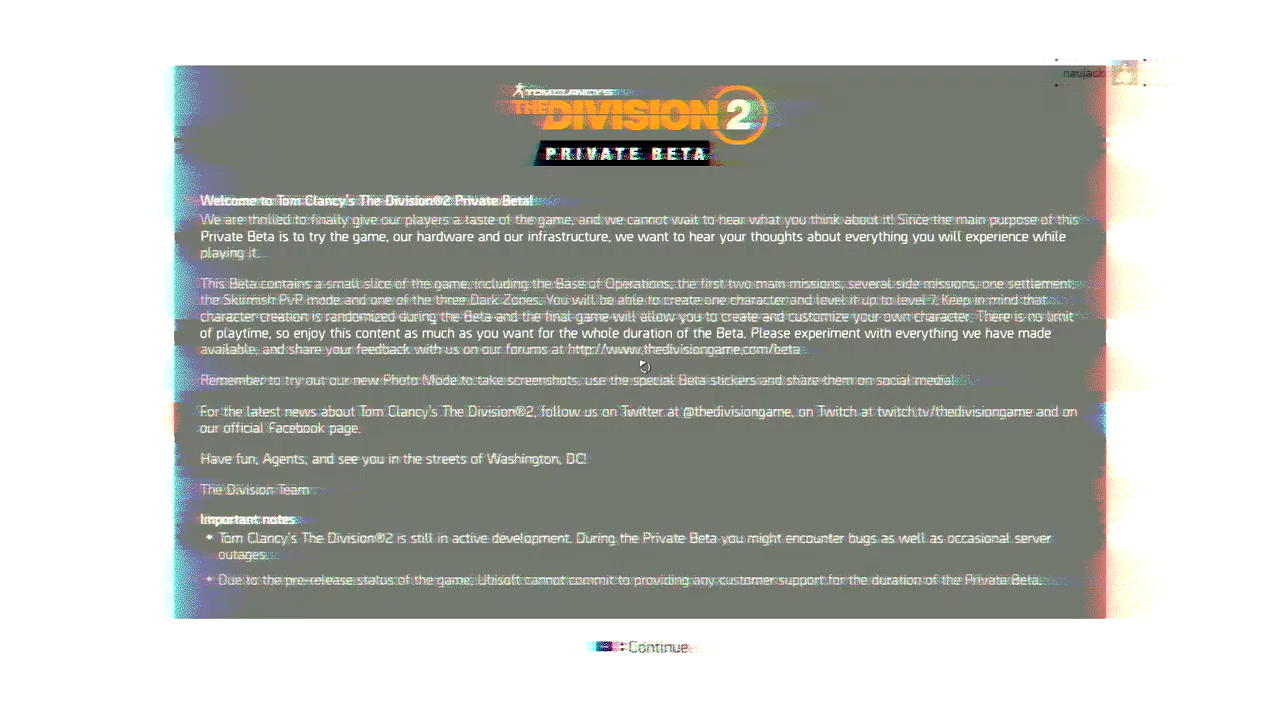 naujack
TOM CLANCY'S
THE DIVISION 2
PRIVATE BETA
Welcome to Tom Clancy's The Division®2 Private Beta!
We are thrilled to finally give our players a taste of the game, and we cannot wait to hear what you think about it! Since the main purpose of this
Private Beta is to try the game, our hardware and our infrastructure, we want to hear your thoughts about everything you will experience while
playing it.
This Beta contains a small slice of the game, including the Base of Operations, the first two main missions, several side missions, one settlement,
the Skirmish PvP mode and one of the three Dark Zones. You will be able to create one character and level it up to level 7. Keep in mind that
character creation is randomized during the Beta and the final game will allow you to create and customize your own character. There is no limit
of playtime, so enjoy this content as much as you want for the whole duration of the Beta. Please experiment with everything we have made
available, and share your feedback with us on our forums at http://www.thedivisiongame.com/beta
Remember to try out our new Photo Mode to take screenshots, use the special Beta stickers and share them on social media!
For the latest news about Tom Clancy's The Division®2, follow us on Twitter at @thedivisiongame, on Twitch at twitch.tv/thedivisiongame and on
our official Facebook page.
Have fun, Agents, and see you in the streets of Washington, DC!
The Division Team
Important notes
• Tom Clancy's The Division®2 is still in active development. During the Private Beta you might encounter bugs as well as occasional server
outages.
• Due to the pre-release status of the game, Ubisoft cannot commit to providing any customer support for the duration of the Private Beta.
Continue